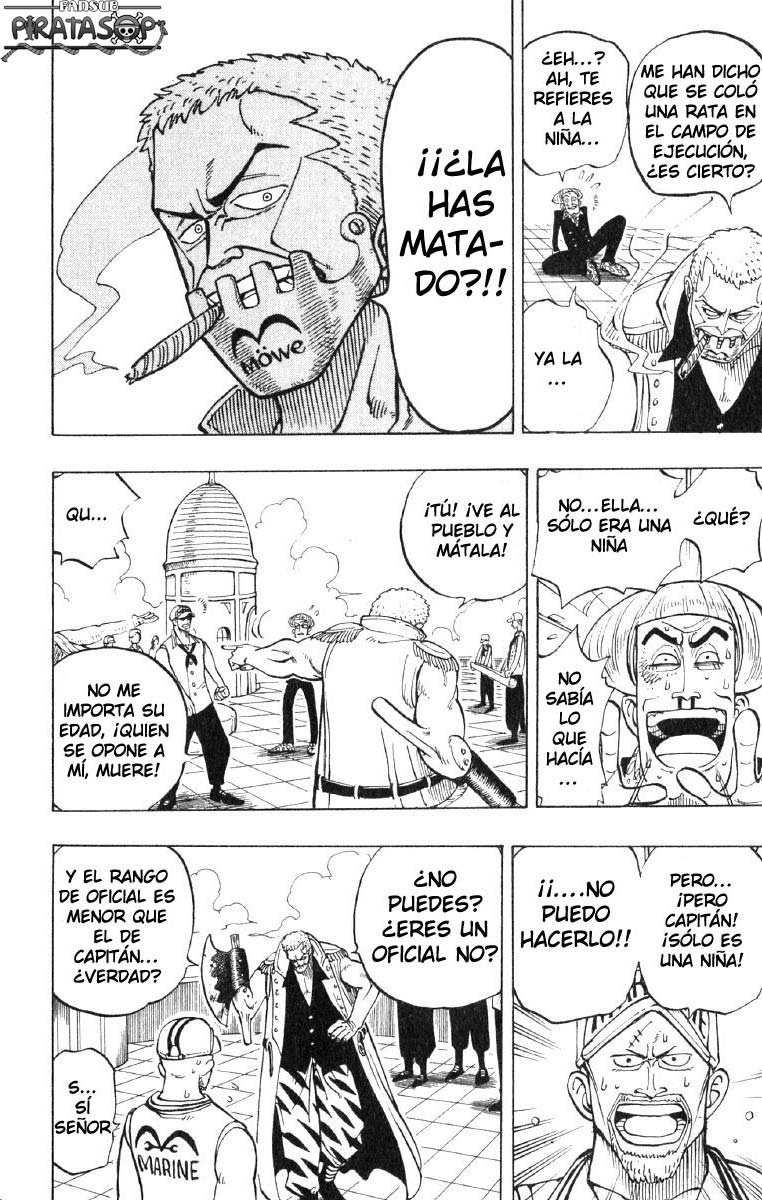 FANSUB
PIRATASOP
ME HAN DICHO
QUE SE COLÓ
UNA RATA EN
EL CAMPO DE
EJECUCIÓN,
¿ES CIERTO?
¿EH...?
AH, TE
REFIERES
A LA
NIÑA...
YA LA
...
¡¡¿LA
HAS
MATA-
DO?!!
MÖWE
¿QUÉ?
NO...ELLA...
SÓLO ERA UNA
NIÑA
NO
SABÍA
LO
QUE
HACÍA
...
¡TÚ! ¡VE AL
PUEBLO Y
MÁTALA!
QU...
NO ME
IMPORTA SU
EDAD, ¡QUIEN
SE OPONE A
MÍ, MUERE!
PERO...
¡PERO
CAPITÁN!
¡SÓLO ES
UNA NIÑA!
¡¡....NO
PUEDO
HACERLO!!
¿NO
PUEDES?
¿ERES UN
OFICIAL NO?
Y EL RANGO
DE OFICIAL ES
MENOR QUE
EL DE
CAPITÁN...
¿VERDAD?
S...
SÍ
SEÑOR
MARINE